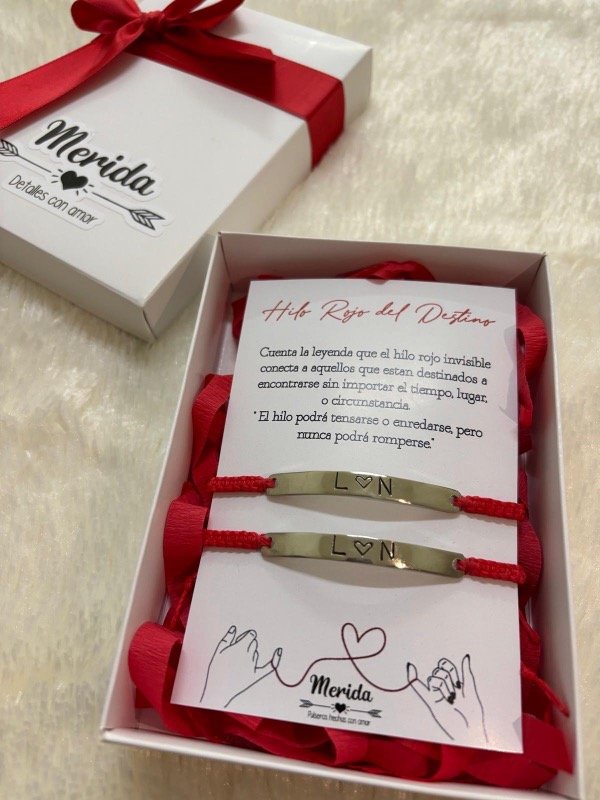 Merida
Detalles con amor
Hilo Rojo del Destino
Cuenta la leyenda que el hilo rojo invisible
conecta a aquellos que estan destinados a
encontrarse sin importar el tiempo, lugar,
o circunstancia.
"El hilo podrá tensarse o enredarse, pero
nunca podrá romperse."
L ♡ N
L ♡ N
Merida
Pulseras hechas con amor